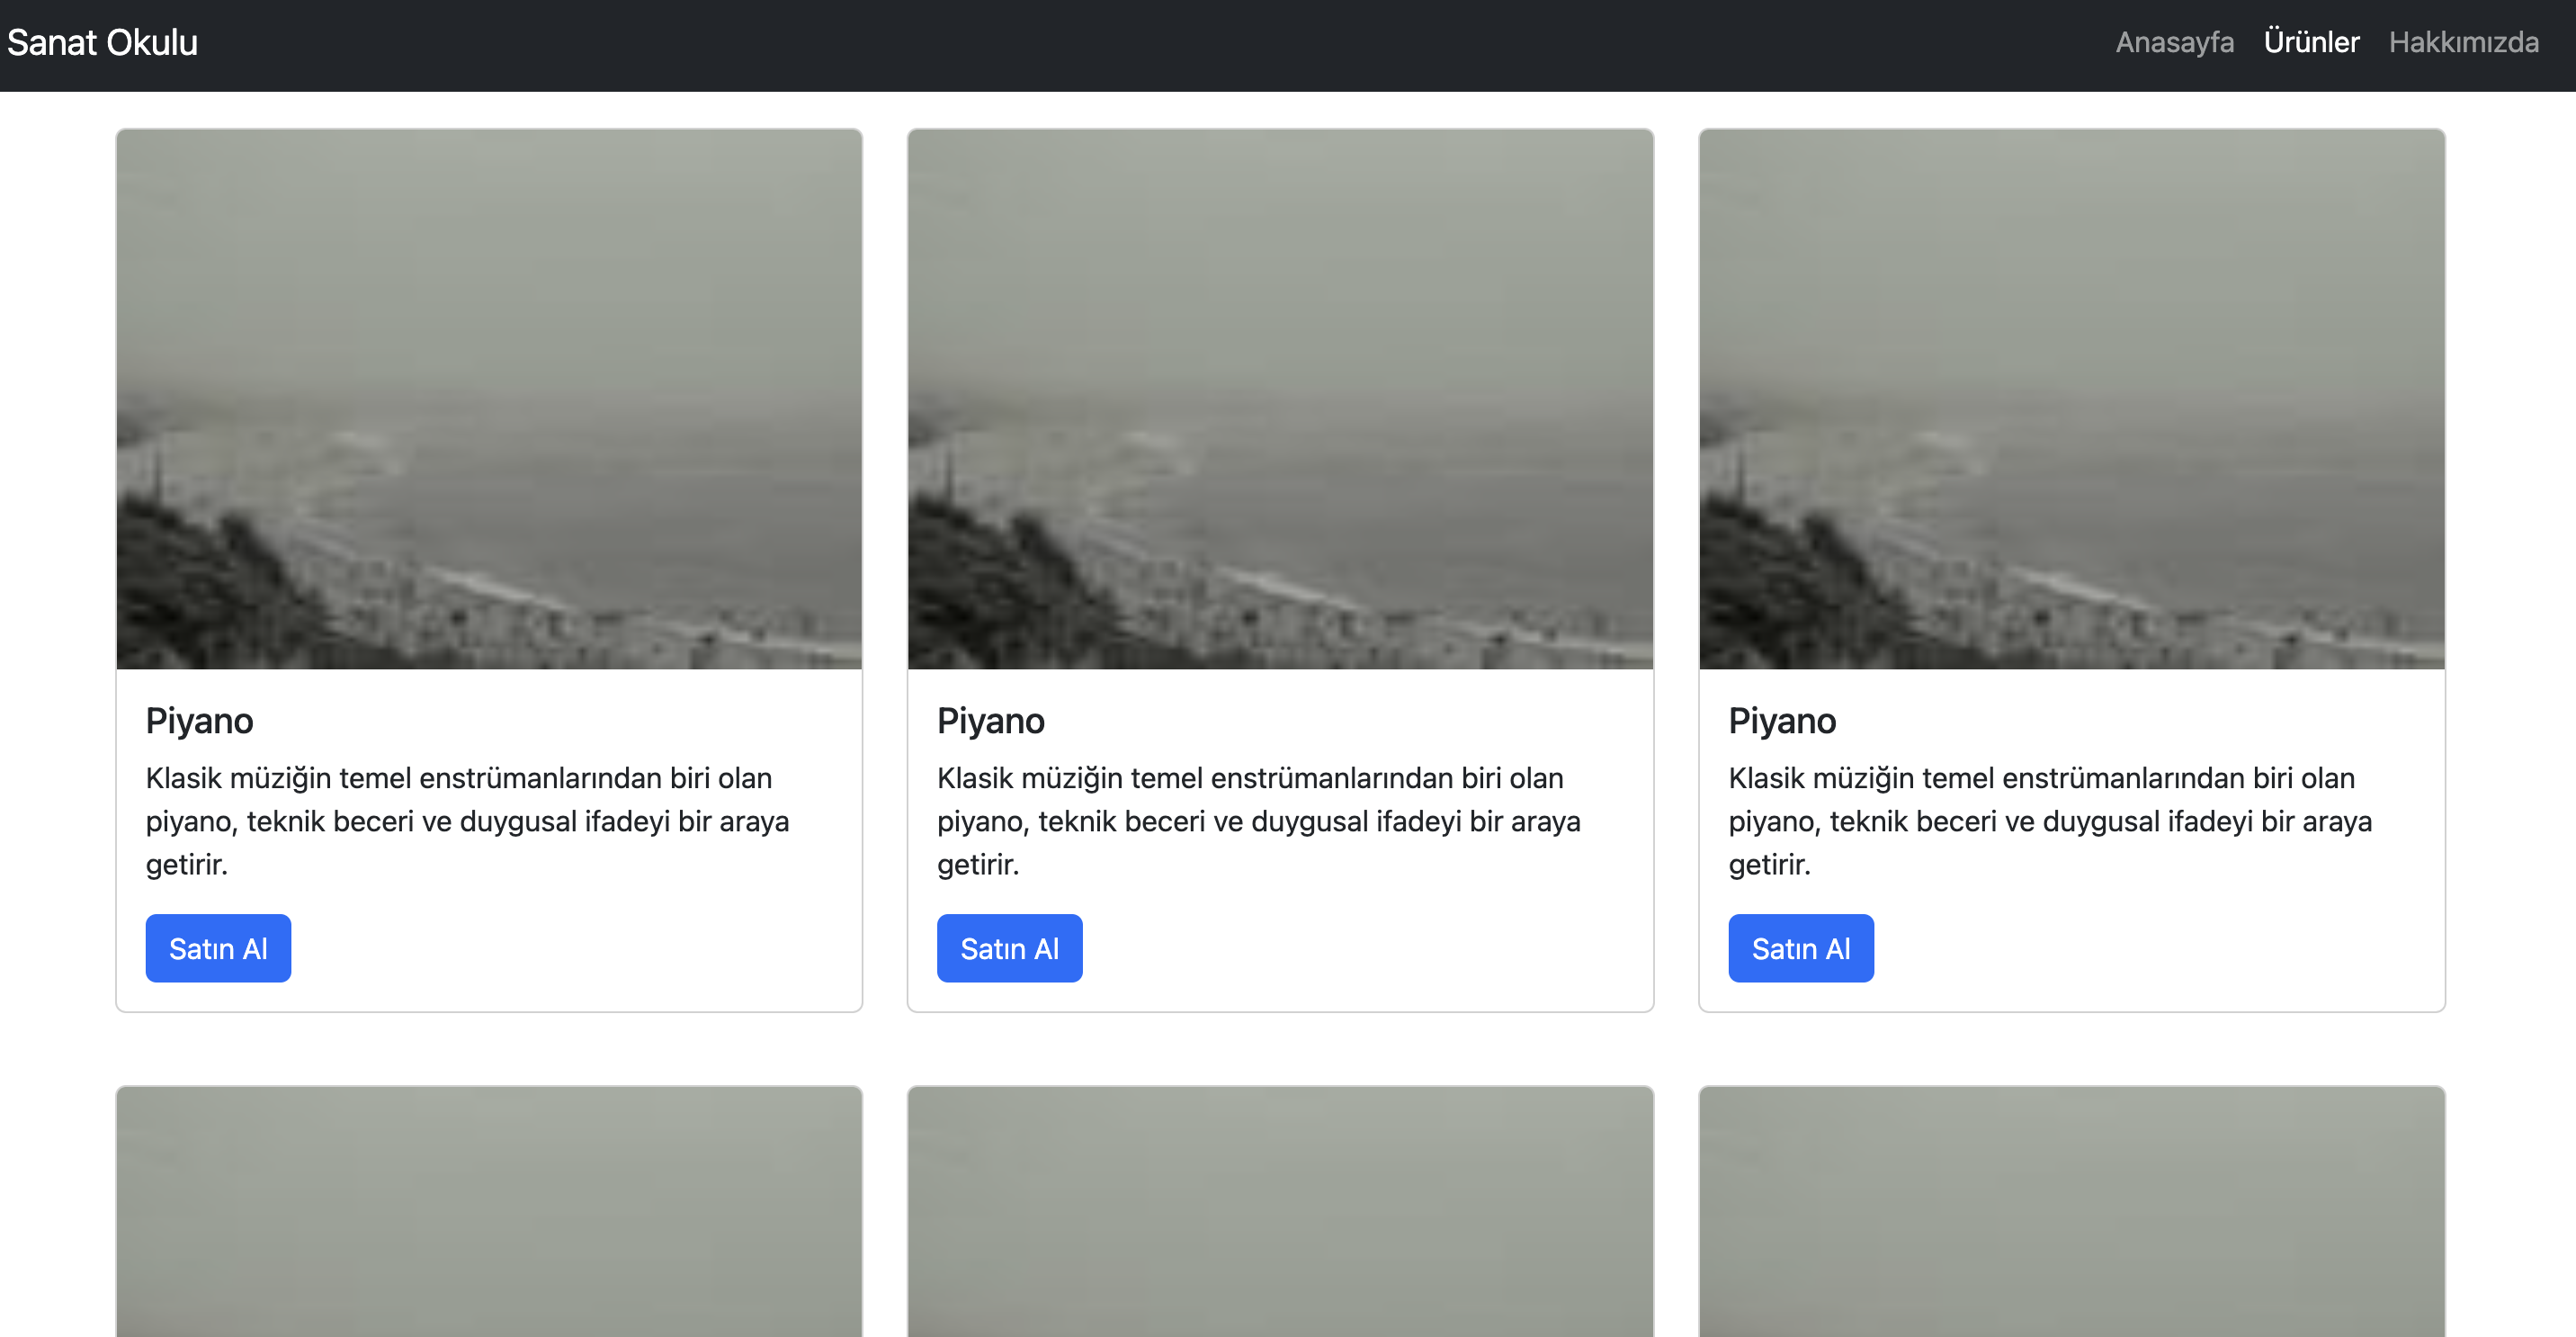 Sanat Okulu
Anasayfa Ürünler Hakkımızda
Piyano
Klasik müziğin temel enstrümanlarından biri olan
piyano, teknik beceri ve duygusal ifadeyi bir araya
getirir.
Satın Al
Piyano
Klasik müziğin temel enstrümanlarından biri olan
piyano, teknik beceri ve duygusal ifadeyi bir araya
getirir.
Satın Al
Piyano
Klasik müziğin temel enstrümanlarından biri olan
piyano, teknik beceri ve duygusal ifadeyi bir araya
getirir.
Satın Al